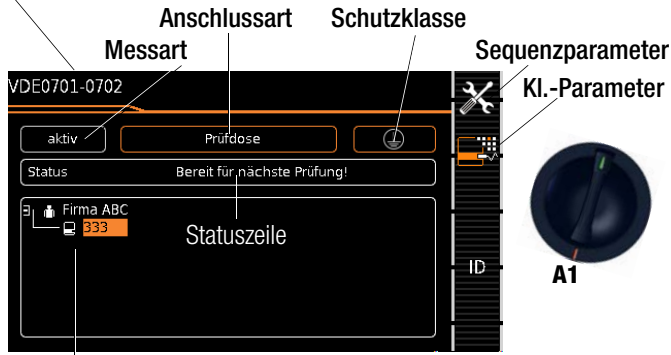 Anschlussart Schutzklasse
Messart Sequenzparameter
VDE0701-0702
Kl.-Parameter
aktiv Prüfdose
Status Bereit für nächste Prüfung!
Firma ABC
333
Statuszeile
ID
A1